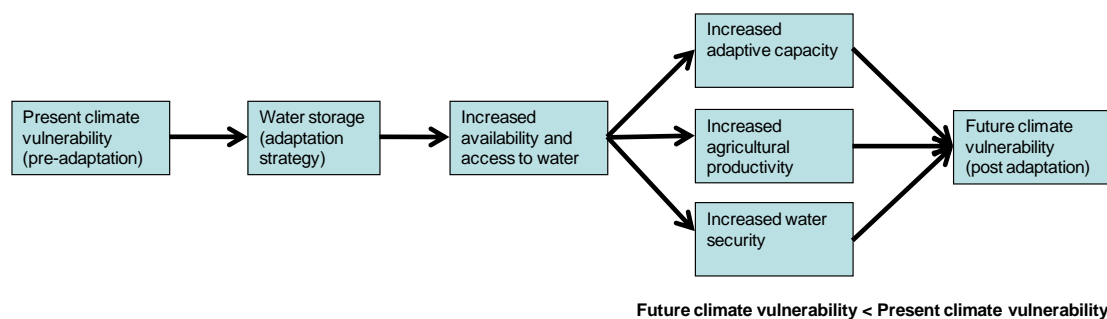 Present climate
vulnerability
(pre-adaptation)
Water storage
(adaptation
strategy)
Increased
availability and
access to water
Increased
adaptive capacity
Increased
agricultural
productivity
Increased water
security
Future climate
vulnerability
(post adaptation)
Future climate vulnerability < Present climate vulnerability